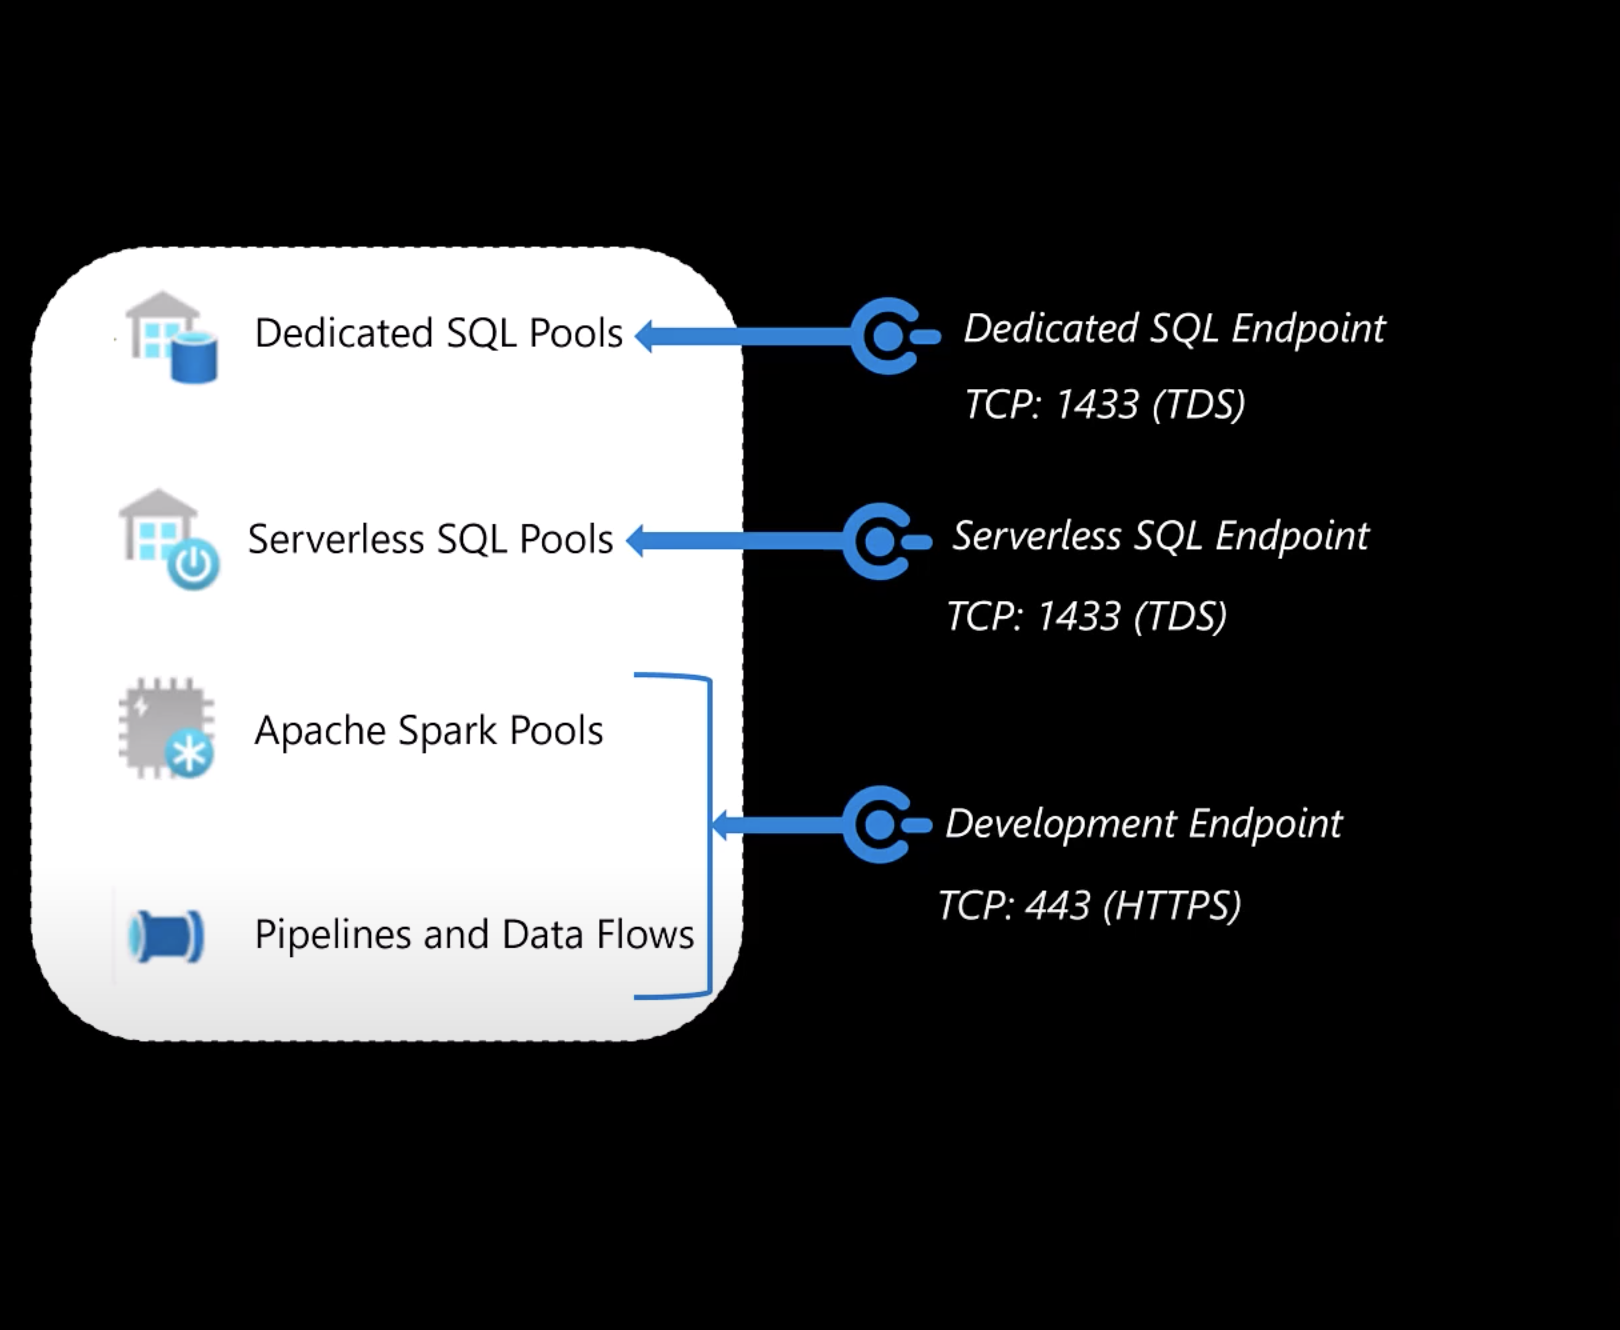 Dedicated SQL Pools
Dedicated SQL Endpoint
TCP: 1433 (TDS)
Serverless SQL Pools
Serverless SQL Endpoint
TCP: 1433 (TDS)
Apache Spark Pools
Development Endpoint
TCP: 443 (HTTPS)
Pipelines and Data Flows